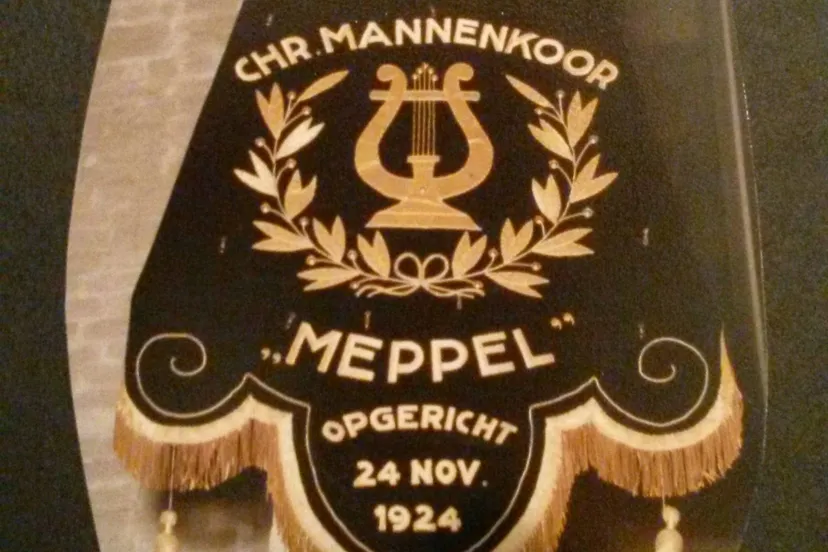 CHR. MANNENKOOR
„MEPPEL”
OPGERICHT
24 NOV.
1924